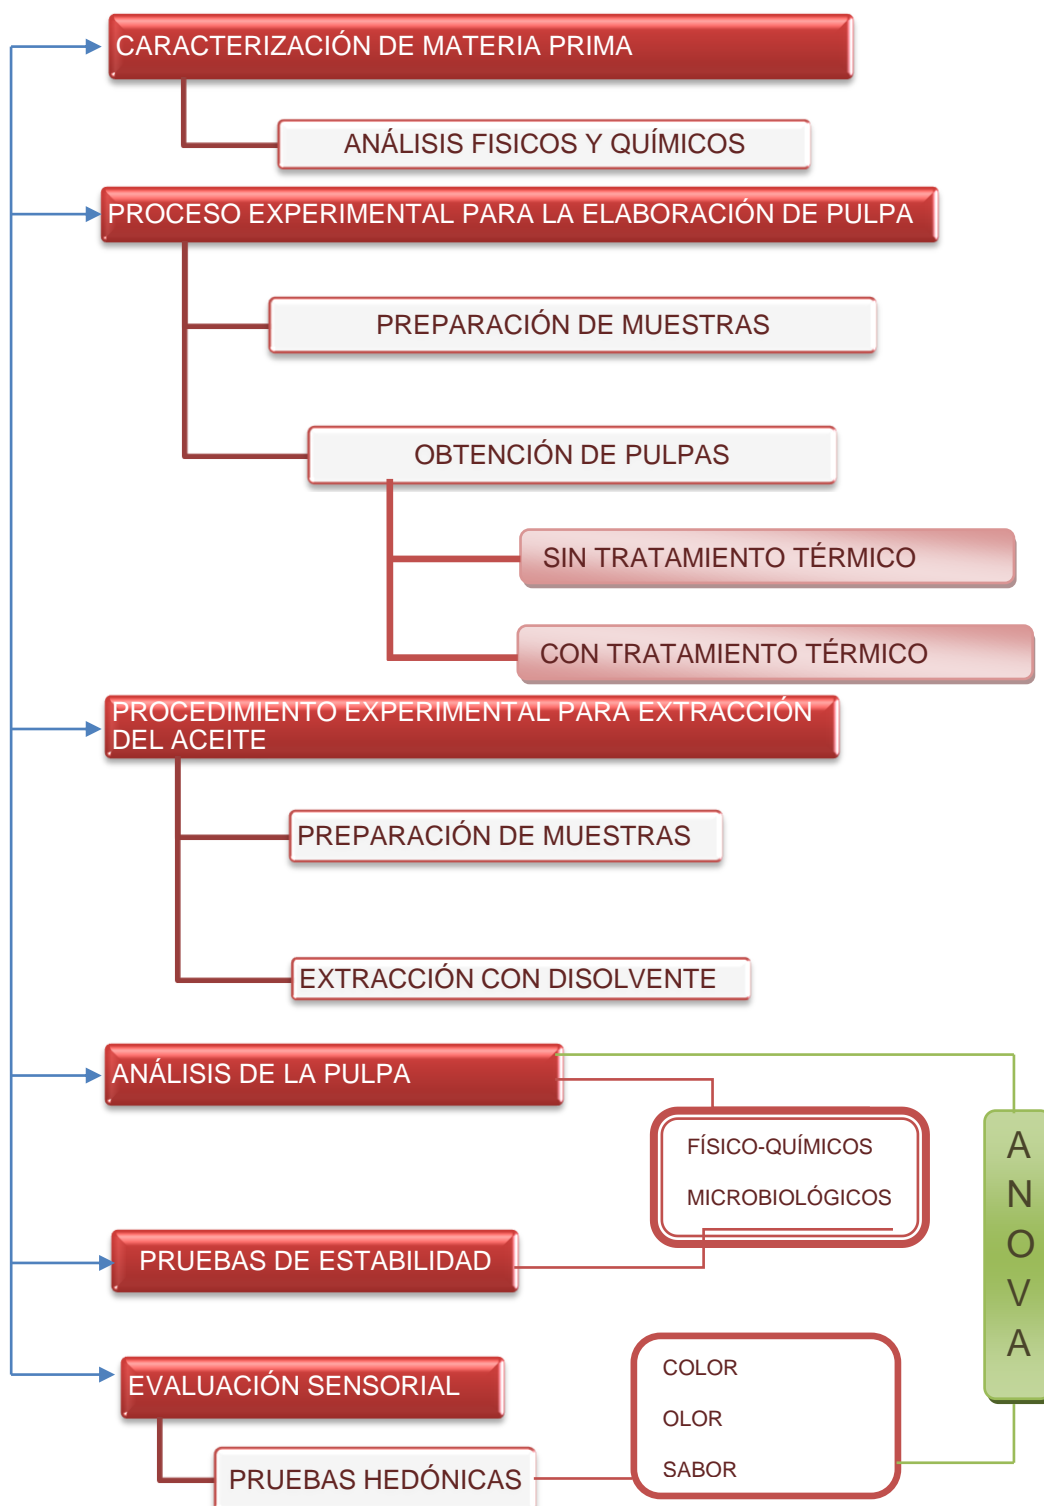 CARACTERIZACIÓN DE MATERIA PRIMA
ANÁLISIS FISICOS Y QUÍMICOS
PROCESO EXPERIMENTAL PARA LA ELABORACIÓN DE PULPA
PREPARACIÓN DE MUESTRAS
OBTENCIÓN DE PULPAS
SIN TRATAMIENTO TÉRMICO
CON TRATAMIENTO TÉRMICO
PROCEDIMIENTO EXPERIMENTAL PARA EXTRACCIÓN
DEL ACEITE
PREPARACIÓN DE MUESTRAS
EXTRACCIÓN CON DISOLVENTE
ANÁLISIS DE LA PULPA
FÍSICO-QUÍMICOS
MICROBIOLÓGICOS
PRUEBAS DE ESTABILIDAD
EVALUACIÓN SENSORIAL
PRUEBAS HEDÓNICAS
COLOR
OLOR
SABOR
A
N
O
V
A